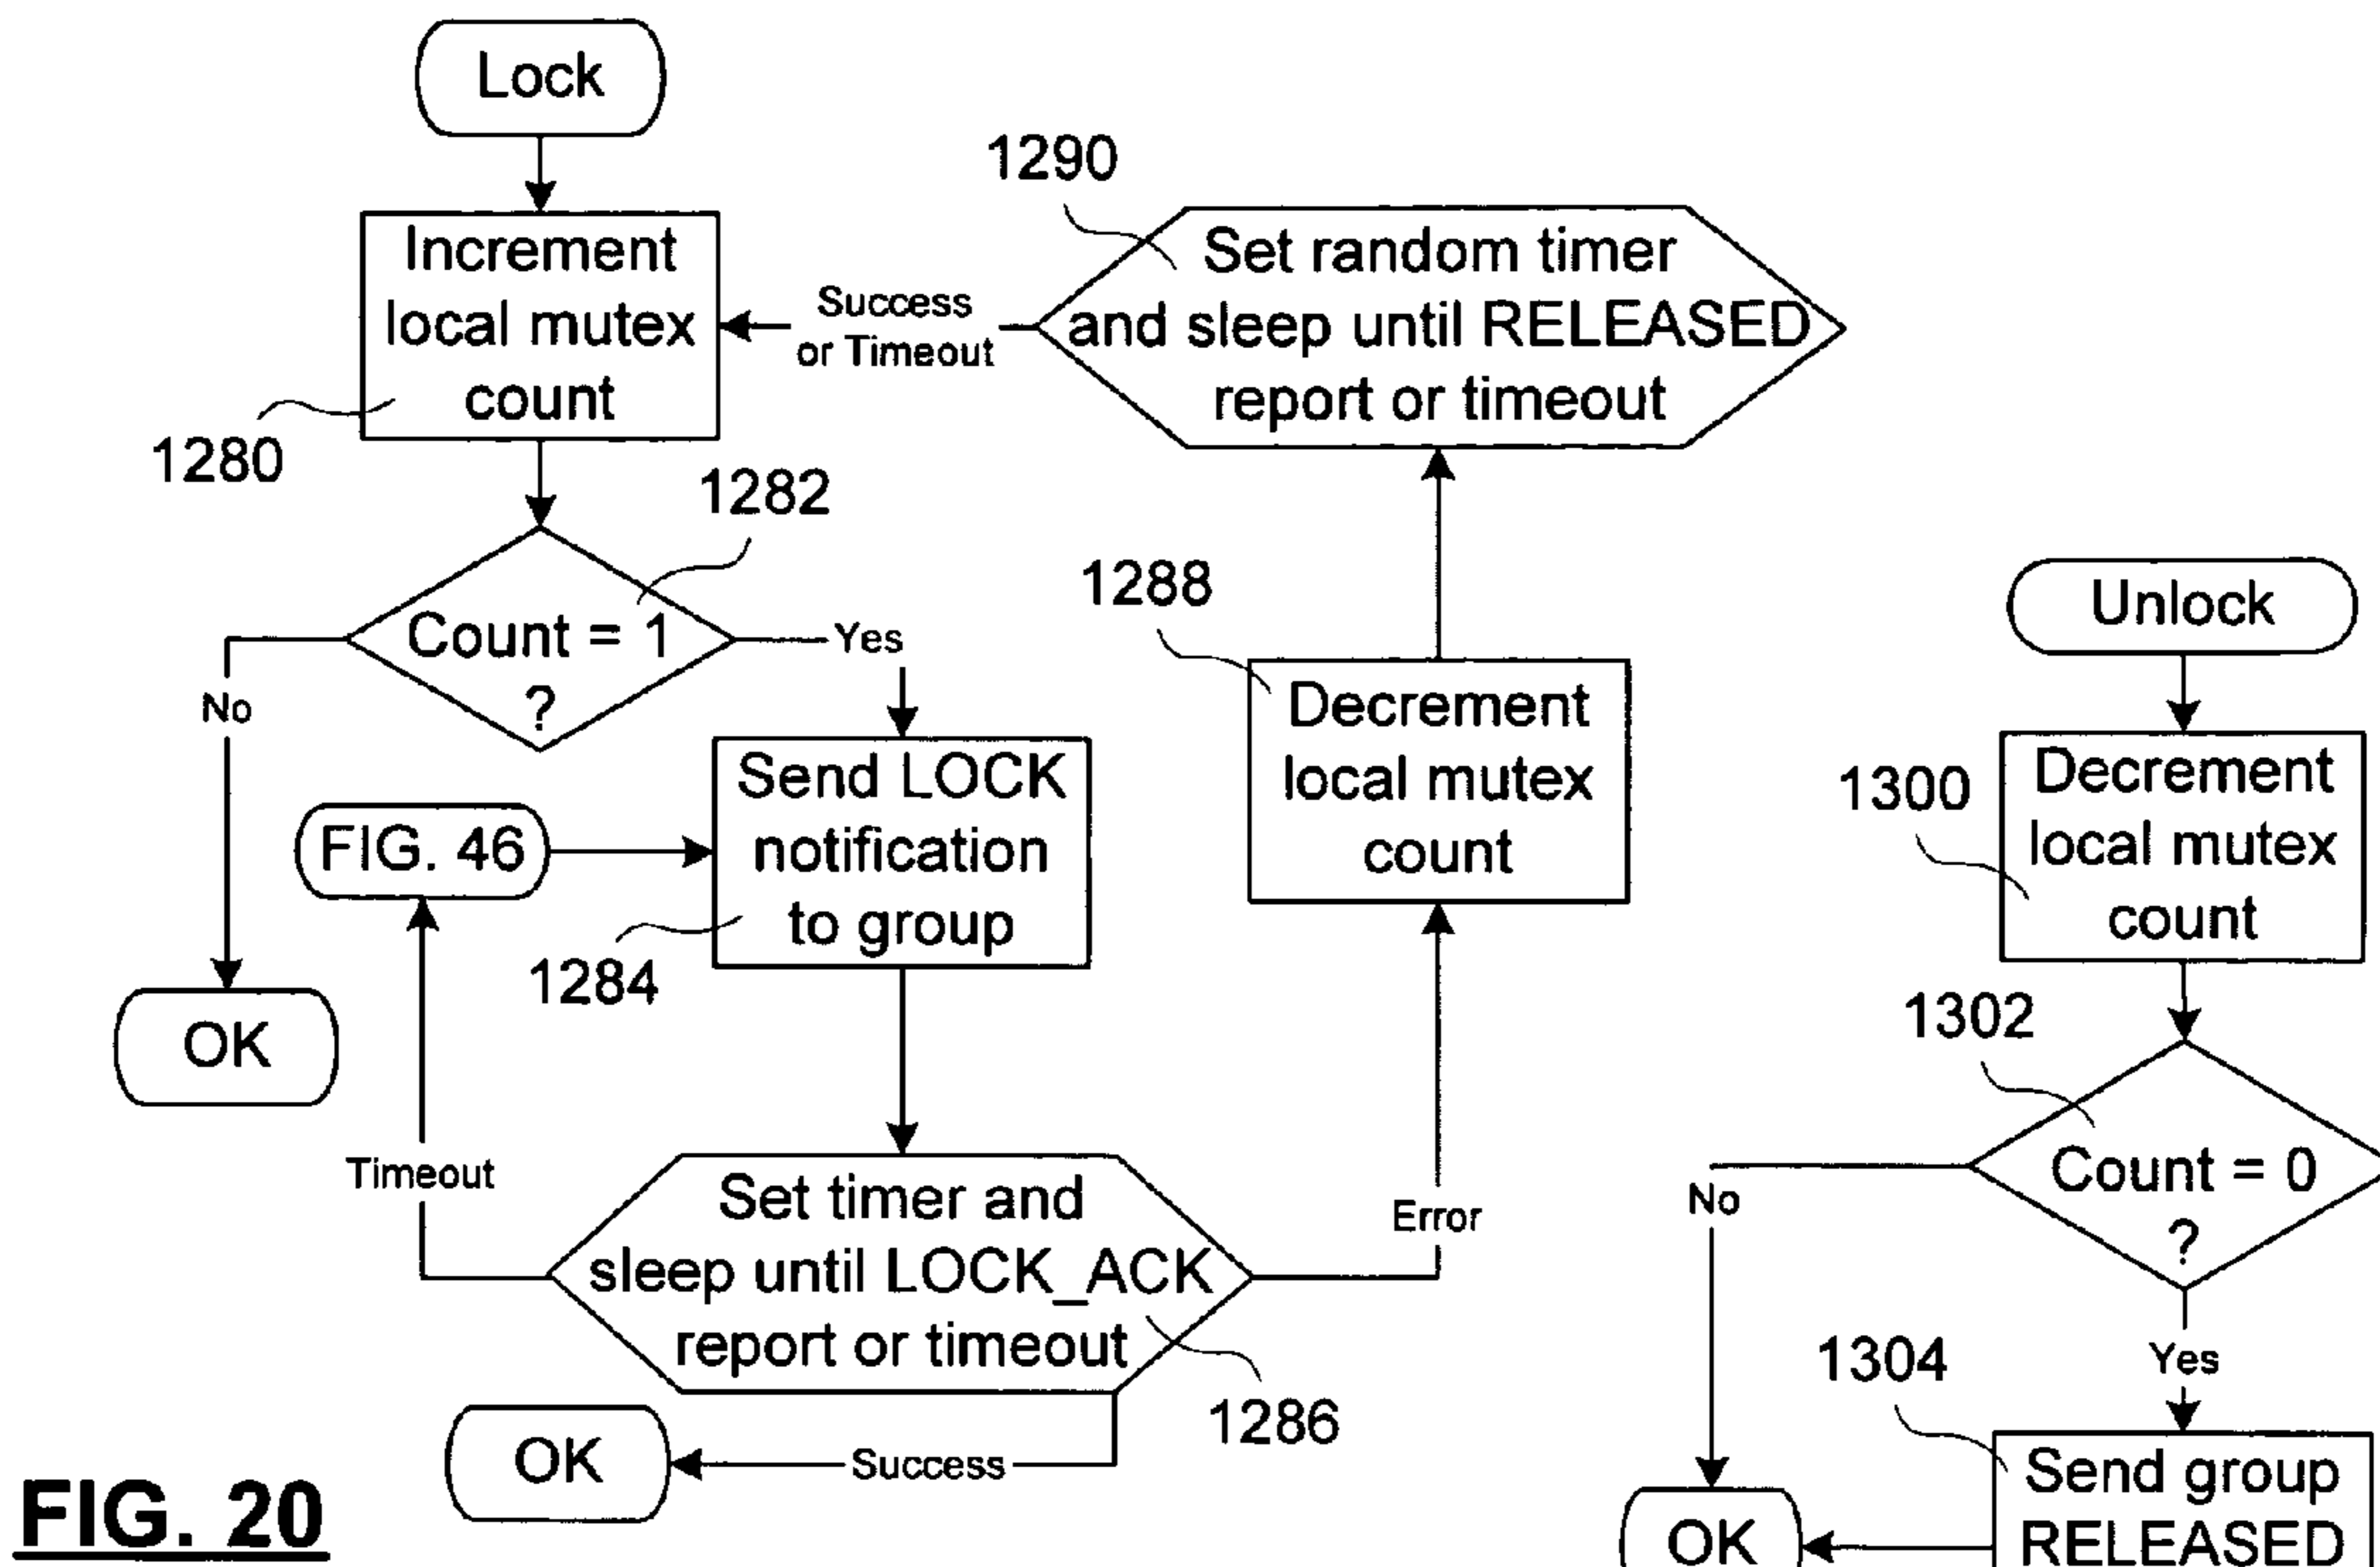 Lock
1290
Increment
local mutex
count
Success
or Timeout
Set random timer
and sleep until RELEASED
report or timeout
1280
1282
Count = 1
?
Yes
No
1288
Decrement
local mutex
count
Send LOCK
notification
to group
FIG. 46
1284
OK
Timeout
Set timer and
sleep until LOCK_ACK
report or timeout
Error
1286
OK
Success
Unlock
1300
Decrement
local mutex
count
1302
Count = 0
?
No
Yes
1304
Send group
RELEASED
OK
FIG. 20